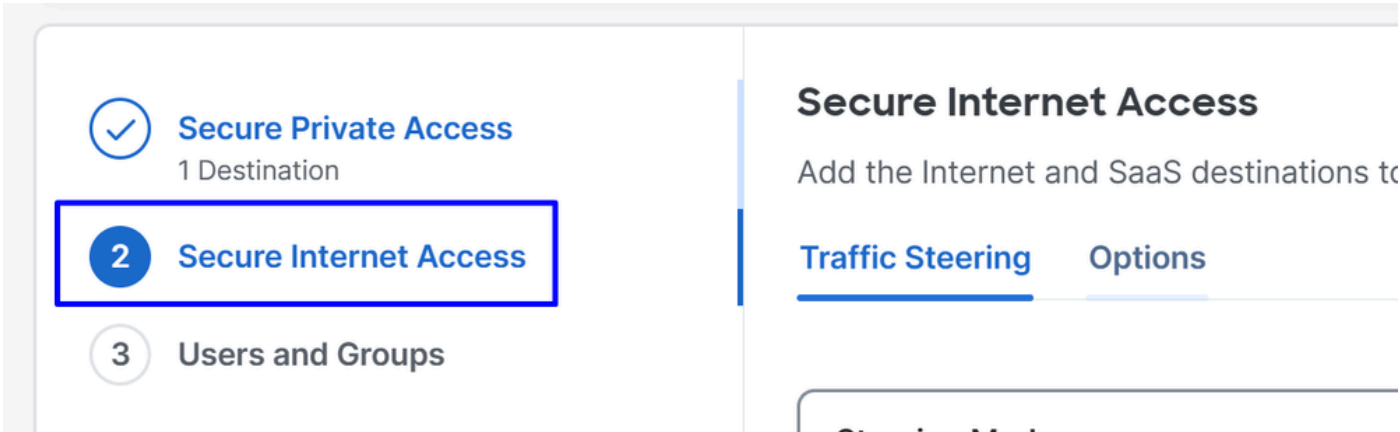 Secure Private Access
1 Destination
2
Secure Internet Access
3
Users and Groups
Secure Internet Access
Add the Internet and SaaS destinations
Traffic Steering
Options